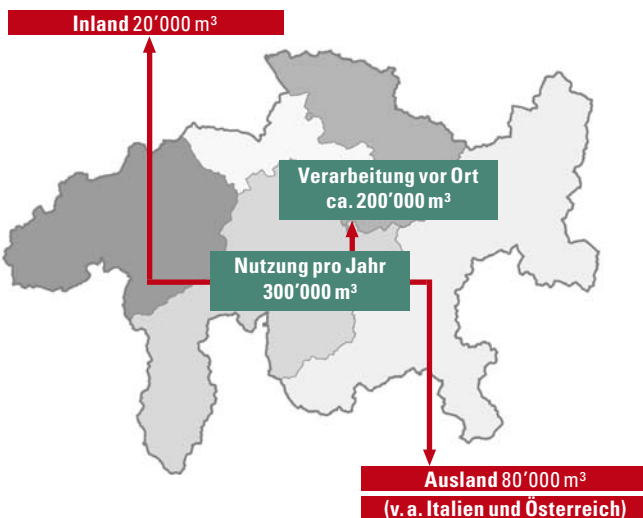 Inland 20’000 m³
Verarbeitung vor Ort
ca. 200’000 m³
Nutzung pro Jahr
300’000 m³
Ausland 80’000 m³
(v. a. Italien und Österreich)